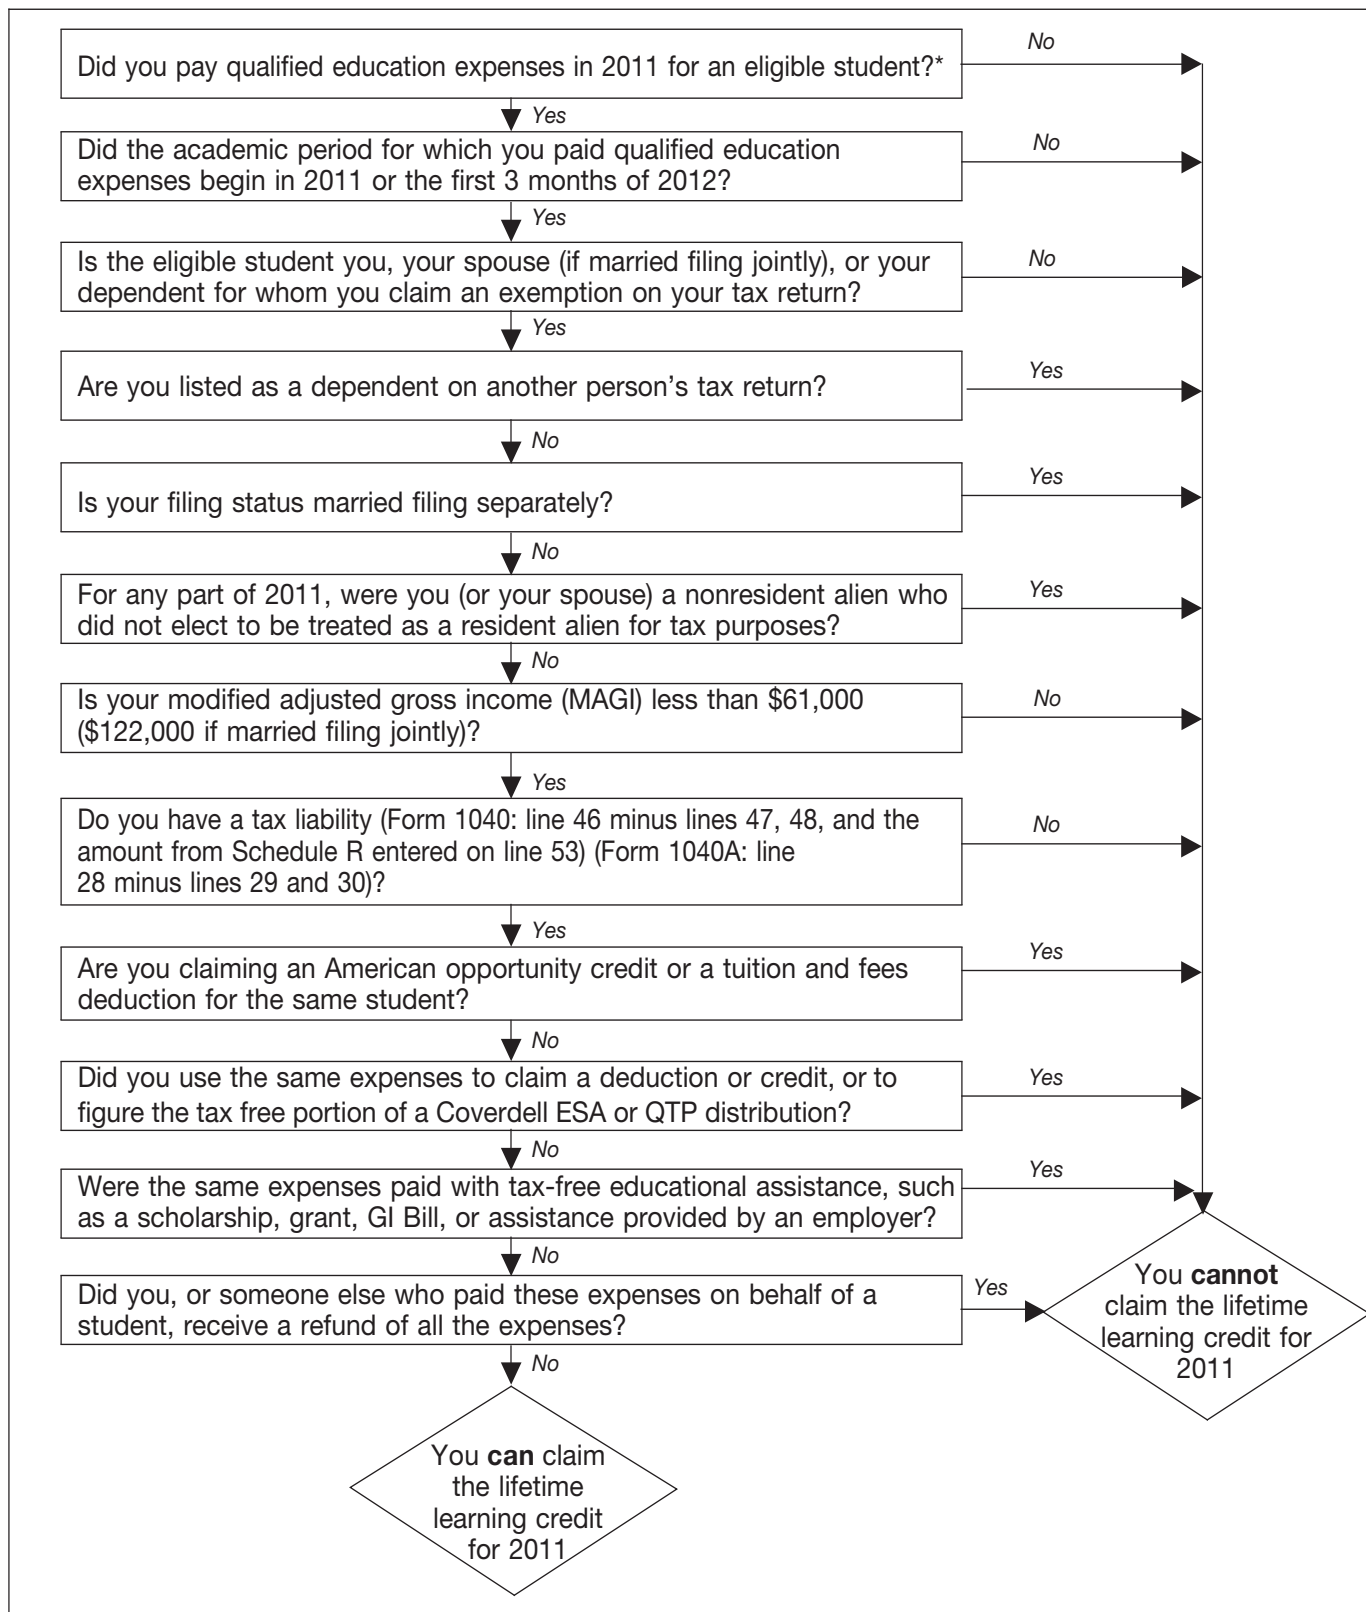 Did you pay qualified education expenses in 2011 for an eligible student?*
No
Yes
Did the academic period for which you paid qualified education
expenses begin in 2011 or the first 3 months of 2012?
No
Yes
Is the eligible student you, your spouse (if married filing jointly), or your
dependent for whom you claim an exemption on your tax return?
No
Yes
Are you listed as a dependent on another person's tax return?
Yes
No
Is your filing status married filing separately?
Yes
No
For any part of 2011, were you (or your spouse) a nonresident alien who
did not elect to be treated as a resident alien for tax purposes?
Yes
No
Is your modified adjusted gross income (MAGI) less than $61,000
($122,000 if married filing jointly)?
No
Yes
Do you have a tax liability (Form 1040: line 46 minus lines 47, 48, and the
amount from Schedule R entered on line 53) (Form 1040A: line
28 minus lines 29 and 30)?
No
Yes
Are you claiming an American opportunity credit or a tuition and fees
deduction for the same student?
Yes
No
Did you use the same expenses to claim a deduction or credit, or to
figure the tax free portion of a Coverdell ESA or QTP distribution?
Yes
No
Were the same expenses paid with tax-free educational assistance, such
as a scholarship, grant, GI Bill, or assistance provided by an employer?
Yes
No
Did you, or someone else who paid these expenses on behalf of a
student, receive a refund of all the expenses?
Yes
No
You cannot
claim the lifetime
learning credit for
2011
You can claim
the lifetime
learning credit
for 2011